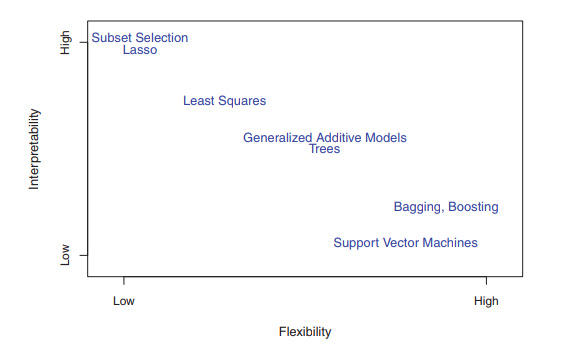 High
Subset Selection
Lasso
Least Squares
Generalized Additive Models
Trees
Interpretability
Bagging, Boosting
Support Vector Machines
Low
Low
High
Flexibility